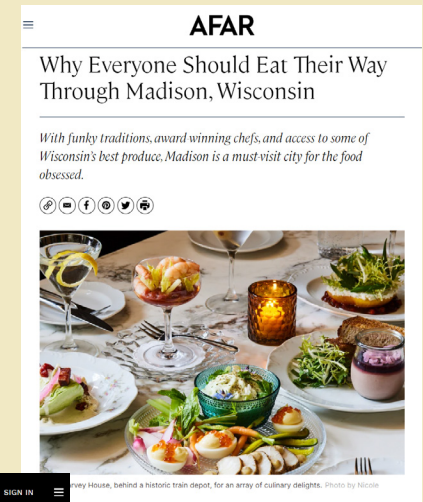 AFAR
Why Everyone Should Eat Their Way
Through Madison, Wisconsin
With funky traditions, award-winning chefs, and access to some of
Wisconsin's best produce, Madison is a must-visit city for the food
obsessed.
House, behind a historic train depot, for an array of culinary delights. Photo by Nicole
SIGN IN